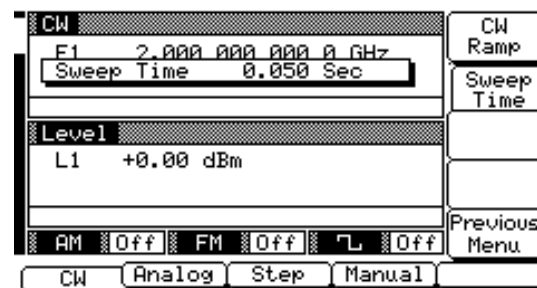 CW
F1 2.000 000 000 0 GHz
Sweep Time 0.050 Sec
Level
L1 +0.00 dBm
AM Off FM Off Off
CW Analog Step Manual
CW
Ramp
Sweep
Time
Previous
Menu